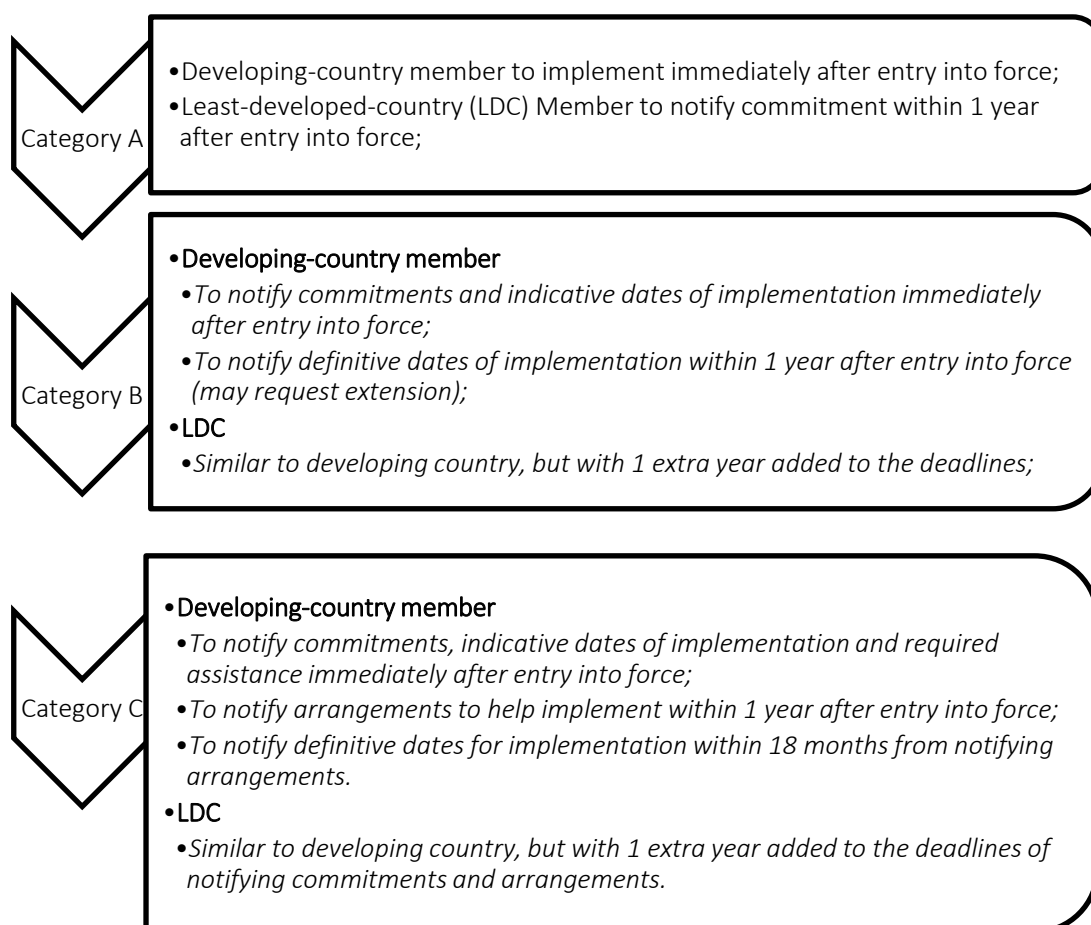 Category A
•Developing-country member to implement immediately after entry into force;
•Least-developed-country (LDC) Member to notify commitment within 1 year
after entry into force;
Category B
•Developing-country member
•To notify commitments and indicative dates of implementation immediately
after entry into force;
•To notify definitive dates of implementation within 1 year after entry into force
(may request extension);
•LDC
•Similar to developing country, but with 1 extra year added to the deadlines;
Category C
•Developing-country member
•To notify commitments, indicative dates of implementation and required
assistance immediately after entry into force;
•To notify arrangements to help implement within 1 year after entry into force;
•To notify definitive dates for implementation within 18 months from notifying
arrangements.
•LDC
•Similar to developing country, but with 1 extra year added to the deadlines of
notifying commitments and arrangements.